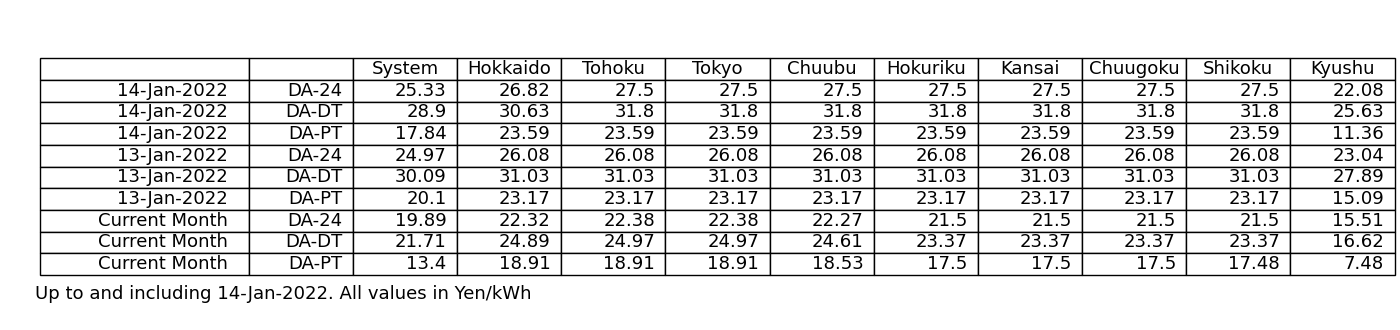 System Hokkaido Tohoku Tokyo Chuubu Hokuriku Kansai Chuugoku Shikoku Kyushu
14-Jan-2022 DA-24 25.33 26.82 27.5 27.5 27.5 27.5 27.5 27.5 27.5 22.08
14-Jan-2022 DA-DT 28.9 30.63 31.8 31.8 31.8 31.8 31.8 31.8 31.8 25.63
14-Jan-2022 DA-PT 17.84 23.59 23.59 23.59 23.59 23.59 23.59 23.59 23.59 11.36
13-Jan-2022 DA-24 24.97 26.08 26.08 26.08 26.08 26.08 26.08 26.08 26.08 23.04
13-Jan-2022 DA-DT 30.09 31.03 31.03 31.03 31.03 31.03 31.03 31.03 31.03 27.89
13-Jan-2022 DA-PT 20.1 23.17 23.17 23.17 23.17 23.17 23.17 23.17 23.17 15.09
Current Month DA-24 19.89 22.32 22.38 22.38 22.27 21.5 21.5 21.5 21.5 15.51
Current Month DA-DT 21.71 24.89 24.97 24.97 24.61 23.37 23.37 23.37 23.37 16.62
Current Month DA-PT 13.4 18.91 18.91 18.91 18.53 17.5 17.5 17.5 17.48 7.48
Up to and including 14-Jan-2022. All values in Yen/kWh